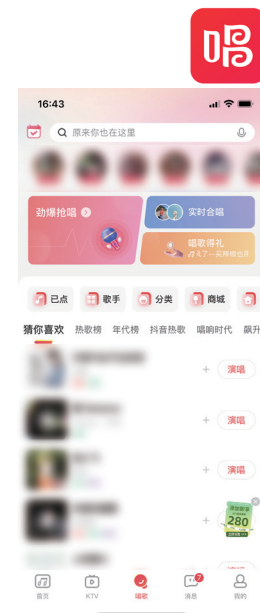 唱
16:43
原来你也在这里
劲爆抢唱
实时合唱
唱歌得礼
已点
歌手
分类
商城
猜你喜欢 热歌榜 年代榜 抖音热歌 唱响时代 飙升
+ 演唱
+ 演唱
+ 演唱
+
280
首页
KTV
唱歌
7
消息
我的